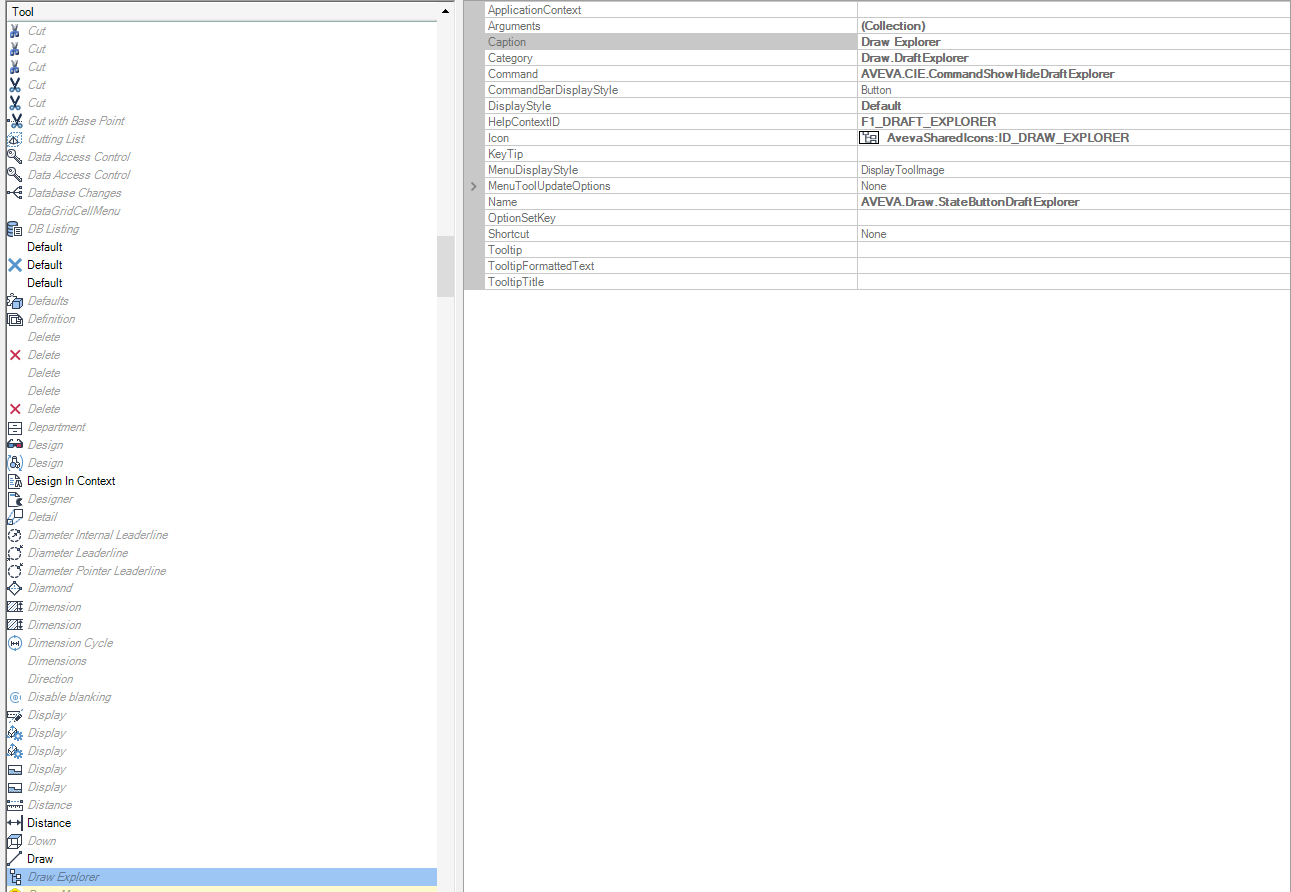 Tool
Cut
Cut
Cut
Cut
Cut
Cut with Base Point
Cutting List
Data Access Control
Data Access Control
Database Changes
DataGridCellMenu
DB Listing
Default
Default
Default
Defaults
Definition
Delete
Delete
Delete
Delete
Delete
Department
Design
Design
Design In Context
Designer
Detail
Diameter Internal Leaderline
Diameter Leaderline
Diameter Pointer Leaderline
Diamond
Dimension
Dimension
Dimension Cycle
Dimensions
Direction
Disable blanking
Display
Display
Display
Display
Display
Distance
Distance
Down
Draw
Draw Explorer
ApplicationContext
Arguments (Collection)
Caption Draw Explorer
Category Draw.DraftExplorer
Command AVEVA.CIE.CommandShowHideDraftExplorer
CommandBarDisplayStyle Button
DisplayStyle Default
HelpContextID F1_DRAFT_EXPLORER
Icon AvevaSharedIcons:ID_DRAW_EXPLORER
KeyTip
MenuDisplayStyle DisplayToolImage
MenuToolUpdateOptions None
Name AVEVA.Draw.StateButtonDraftExplorer
OptionSetKey
Shortcut None
Tooltip
TooltipFormattedText
TooltipTitle